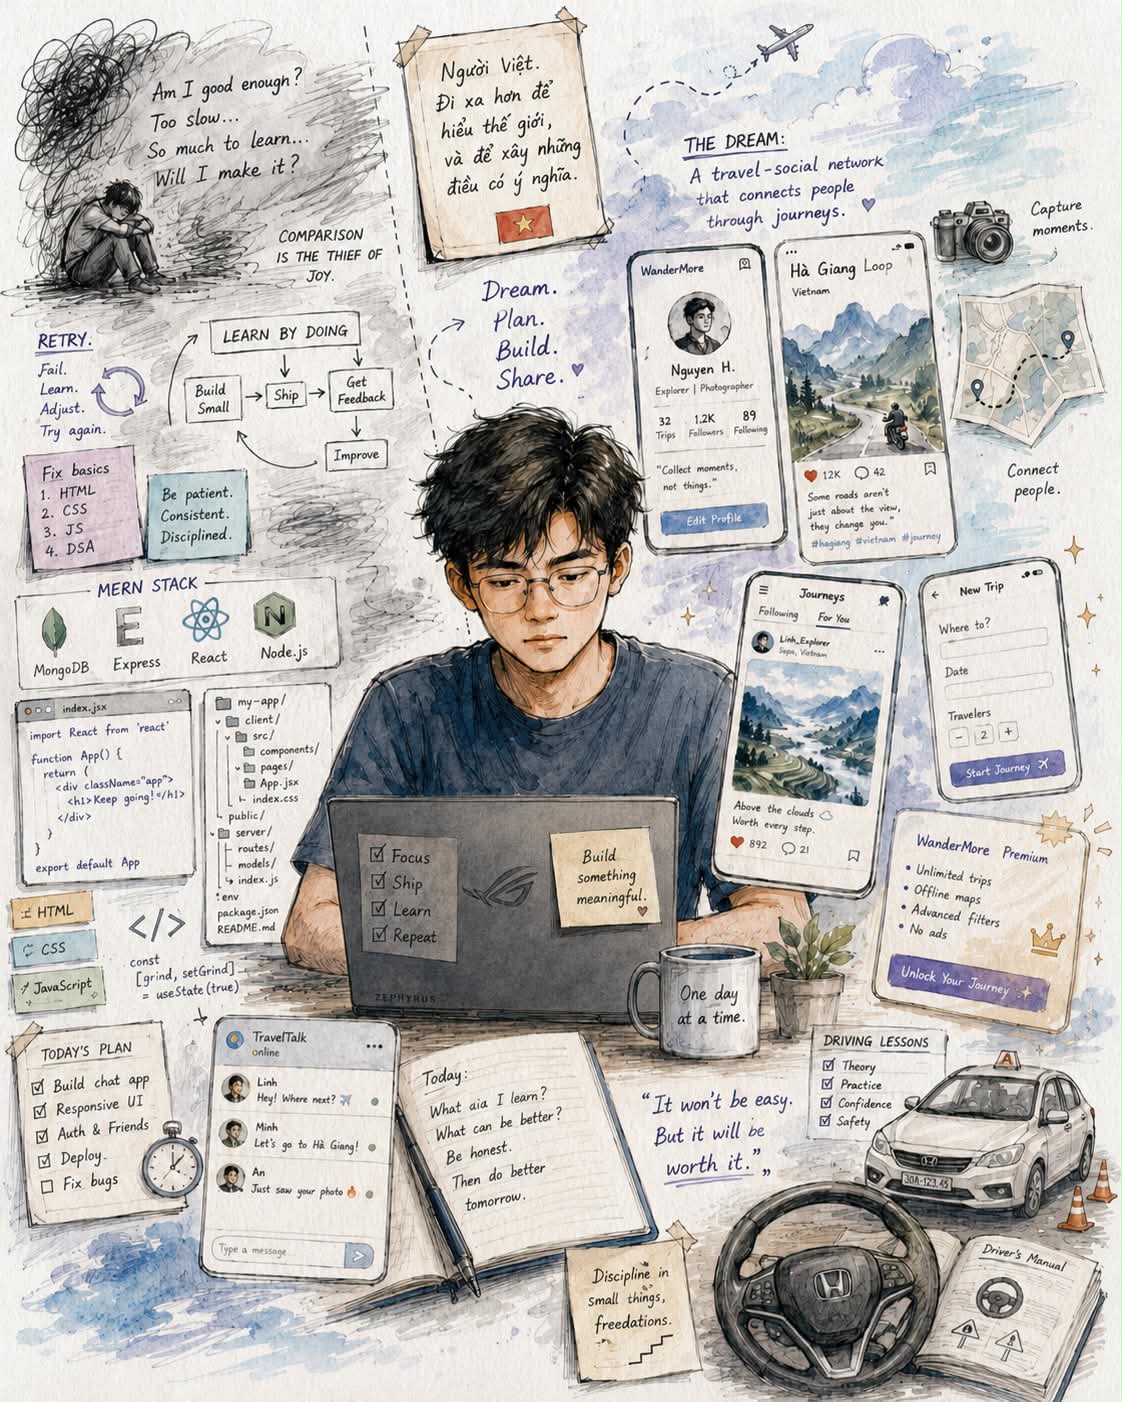 Am I good enough?
Too slow...
So much to learn...
Will I make it?
COMPARISON
IS THE THIEF OF
JOY.
Người Việt.
Đi xa hơn để
hiểu thế giới,
và để xây những
điều có ý nghĩa.
THE DREAM:
A travel-social network
that connects people
through journeys.
Capture
moments.
Dream.
Plan.
Build.
Share.
WanderMore
Nguyen H.
Explorer | Photographer
32 1.2K 89
Trips Followers Following
"Collect moments,
not things."
Edit Profile
Hà Giang Loop
Vietnam
12K 42
Some roads aren't
just about the view,
they change you."
#hagiang #vietnam #journey
Connect
people.
RETRY.
Fail.
Learn.
Adjust.
Try again.
LEARN BY DOING
Build
Small
Ship
Get
Feedback
Improve
Fix basics
1. HTML
2. CSS
3. JS
4. DSA
Be patient.
Consistent.
Disciplined.
MERN STACK
MongoDB
Express
React
Node.js
index.jsx
import React from 'react'
function App() {
return (
<div className="app">
<h1>Keep going!</h1>
</div>
}
}
export default App
my-app/
client/
src/
components/
pages/
App.jsx
index.css
public/
server/
routes/
models/
index.js
.env
package.json
README.md
Journeys
Following For You
Linh_Explorer
Sapa, Vietnam
Above the clouds
Worth every step.
892 21
New Trip
Where to?
Date
Travelers
- 2 +
Start Journey
WanderMore Premium
• Unlimited trips
• Offline maps
• Advanced filters
• No ads
Unlock Your Journey
Focus
Ship
Learn
Repeat
Build
something
meaningful.
ZEPHYRUS
HTML
CSS
JavaScript
</>
const
[grind, setGrind]
= useState(true)
One day
at a time.
TODAY'S PLAN
Build chat app
Responsive UI
Auth & Friends
Deploy.
Fix bugs
TravelTalk
online
Linh
Hey! Where next?
Minh
Let's go to Hà Giang!
An
Just saw your photo
Type a message
Today:
What aia I learn?
What can be better?
Be honest.
Then do better
tomorrow.
"It won't be easy.
But it will be
worth it."„
DRIVING LESSONS
Theory
Practice
Confidence
Safety
A
30A-123.45
Driver's Manual
Discipline in
small things,
freedations.